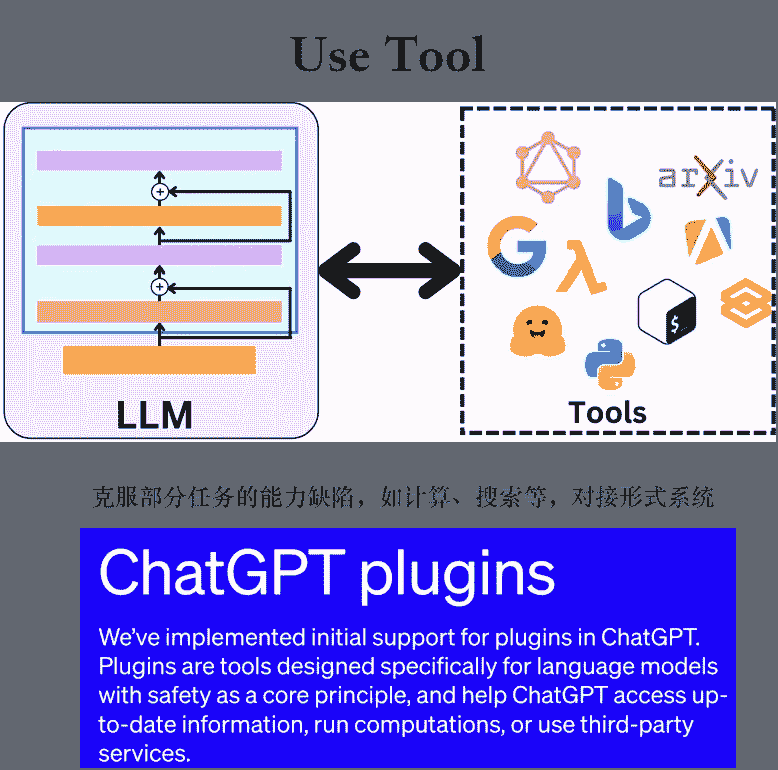 Use Tool
arXiv
$_
LLM
Tools
克服部分任务的能力缺陷，如计算、搜索等，对接形式系统
ChatGPT plugins
We’ve implemented initial support for plugins in ChatGPT.
Plugins are tools designed specifically for language models
with safety as a core principle, and help ChatGPT access up-
to-date information, run computations, or use third-party
services.